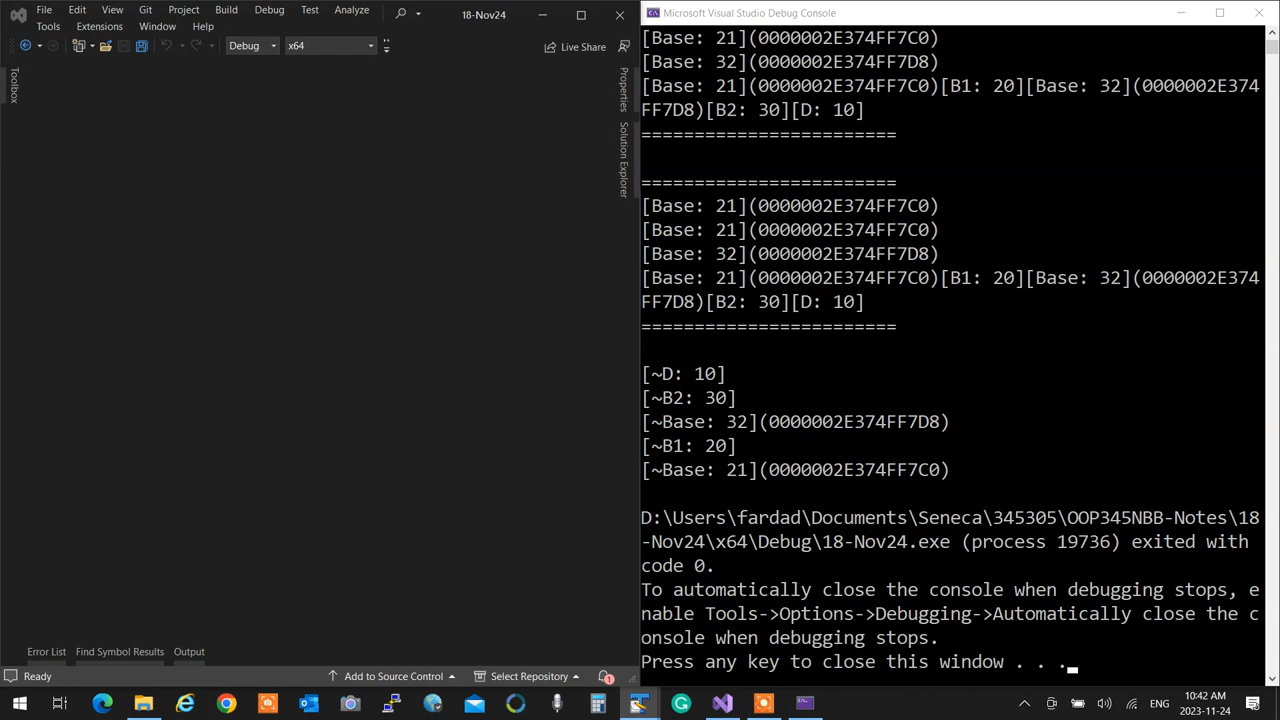 File Edit View Git Project Build Debug Test Analyze 18-Nov24
Tools Extensions Window Help
Debug x64 Live Share
Toolbox
Properties
Solution Explorer
Error List Find Symbol Results Output
Ready Add to Source Control Select Repository 1
Microsoft Visual Studio Debug Console
[Base: 21](0000002E374FF7C0)
[Base: 32](0000002E374FF7D8)
[Base: 21](0000002E374FF7C0)[B1: 20][Base: 32](0000002E374
FF7D8)[B2: 30][D: 10]
========================
========================
[Base: 21](0000002E374FF7C0)
[Base: 21](0000002E374FF7C0)
[Base: 32](0000002E374FF7D8)
[Base: 21](0000002E374FF7C0)[B1: 20][Base: 32](0000002E374
FF7D8)[B2: 30][D: 10]
========================
[~D: 10]
[~B2: 30]
[~Base: 32](0000002E374FF7D8)
[~B1: 20]
[~Base: 21](0000002E374FF7C0)
D:\Users\fardad\Documents\Seneca\345305\OOP345NBB-Notes\18
-Nov24\x64\Debug\18-Nov24.exe (process 19736) exited with
code 0.
To automatically close the console when debugging stops, e
nable Tools->Options->Debugging->Automatically close the c
onsole when debugging stops.
Press any key to close this window . . .
ENG
10:42 AM
2023-11-24